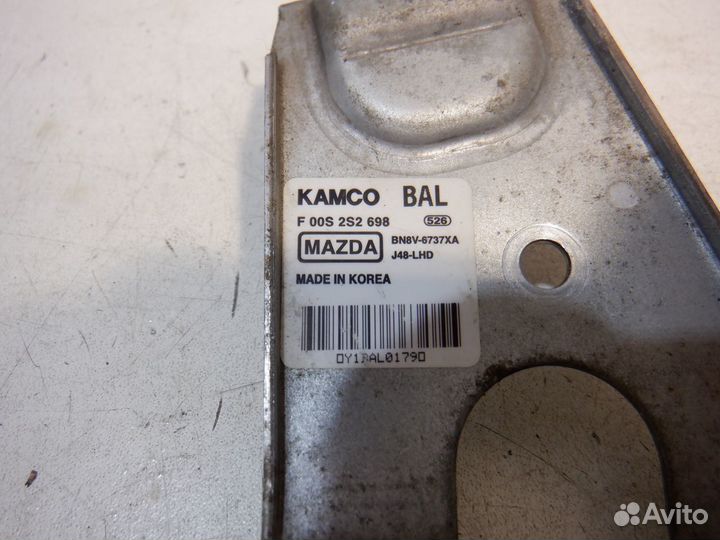 KAMCO BAL
F 00S 2S2 698 526
MAZDA BN8V-6737XA
J48-LHD
MADE IN KOREA
Avito